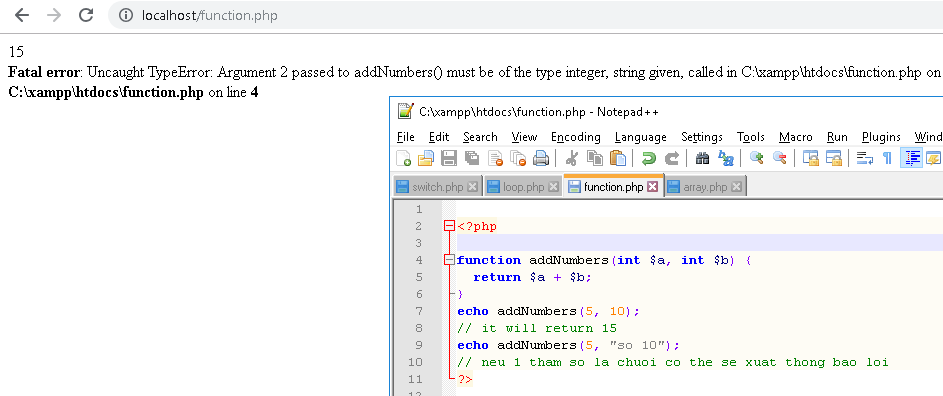 localhost/function.php
15
Fatal error: Uncaught TypeError: Argument 2 passed to addNumbers() must be of the type integer, string given, called in C:\xampp\htdocs\function.php on
C:\xampp\htdocs\function.php on line 4
C:\xampp\htdocs\function.php - Notepad++
File Edit Search View Encoding Language Settings Tools Macro Run Plugins Wind
switch.php loop.php function.php array.php
1
2 <?php
3
4 function addNumbers(int $a, int $b) {
5 return $a + $b;
6 }
7 echo addNumbers(5, 10);
8 // it will return 15
9 echo addNumbers(5, "so 10");
10 // neu 1 tham so la chuoi co the se xuat thong bao loi
11 ?>
12